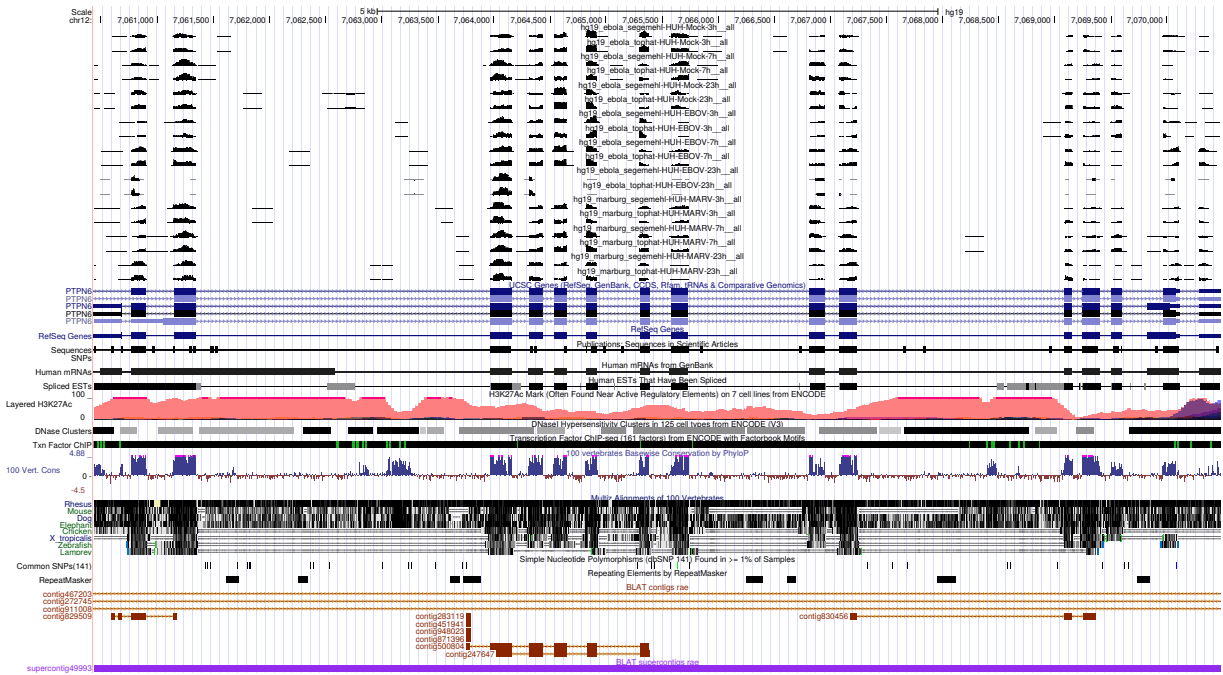 Scale 5 kb hg19
chr12: 7,061,000 7,061,500 7,062,000 7,062,500 7,063,000 7,063,500 7,064,000 7,064,500 7,065,000 7,065,500 7,066,000 7,066,500 7,067,000 7,067,500 7,068,000 7,068,500 7,069,000 7,069,500 7,070,000
hg19_ebola_segemehl-HUH-Mock-3h__all
hg19_ebola_tophat-HUH-Mock-3h__all
hg19_ebola_segemehl-HUH-Mock-7h__all
hg19_ebola_tophat-HUH-Mock-7h__all
hg19_ebola_segemehl-HUH-Mock-23h__all
hg19_ebola_tophat-HUH-Mock-23h__all
hg19_ebola_segemehl-HUH-EBOV-3h__all
hg19_ebola_tophat-HUH-EBOV-3h__all
hg19_ebola_segemehl-HUH-EBOV-7h__all
hg19_ebola_tophat-HUH-EBOV-7h__all
hg19_ebola_segemehl-HUH-EBOV-23h__all
hg19_ebola_tophat-HUH-EBOV-23h__all
hg19_marburg_segemehl-HUH-MARV-3h__all
hg19_marburg_tophat-HUH-MARV-3h__all
hg19_marburg_segemehl-HUH-MARV-7h__all
hg19_marburg_tophat-HUH-MARV-7h__all
hg19_marburg_segemehl-HUH-MARV-23h__all
hg19_marburg_tophat-HUH-MARV-23h__all
UCSC Genes (RefSeq, GenBank, CCDS, Rfam, tRNAs & Comparative Genomics)
PTPN6
PTPN6
PTPN6
PTPN6
PTPN6
RefSeq Genes
RefSeq Genes
Publications: Sequences in Scientific Articles
Sequences
SNPs
Human mRNAs from GenBank
Human mRNAs
Human ESTs That Have Been Spliced
Spliced ESTs
H3K27Ac Mark (Often Found Near Active Regulatory Elements) on 7 cell lines from ENCODE
100
Layered H3K27Ac
0
DNaseI Hypersensitivity Clusters in 125 cell types from ENCODE (V3)
DNase Clusters
Transcription Factor ChIP-seq (161 factors) from ENCODE with Factorbook Motifs
Txn Factor ChIP
100 vertebrates Basewise Conservation by PhyloP
4.88
100 Vert. Cons
0
-4.5
Multiz Alignments of 100 Vertebrates
Rhesus
Mouse
Dog
Elephant
Chicken
X_tropicalis
Zebrafish
Lamprey
Simple Nucleotide Polymorphisms (dbSNP 141) Found in >= 1% of Samples
Common SNPs(141)
Repeating Elements by RepeatMasker
RepeatMasker
BLAT contigs rae
contig467203
contig272745
contig911008
contig829509 contig283119 contig830456
contig451941
contig948023
contig871396
contig500804
contig247647
BLAT supercontigs rae
supercontig49993